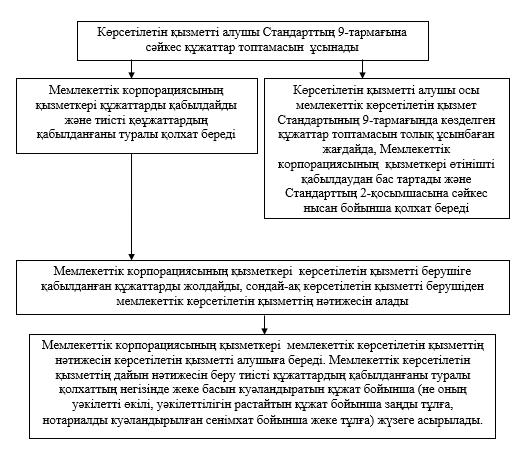 Көрсетілетін қызметті алушы Стандарттың 9-тармағына
сәйкес құжаттар топтамасын ұсынады
Мемлекеттік корпорациясының
қызметкері құжаттарды қабылдайды
және тиісті қөұжаттардың
қабылданғаны туралы қолхат береді
Көрсетілетін қызметті алушы осы
мемлекеттік көрсетілетін қызмет
Стандартының 9-тармағында көзделген
құжаттар топтамасын толық ұсынбаған
жағдайда, Мемлекеттік
корпорациясының қызметкері өтінішті
қабылдаудан бас тартады және
Стандарттың 2-қосымшасына сәйкес
нысан бойынша қолхат береді
Мемлекеттік корпорациясының қызметкері көрсетілетін қызметті берушіге
қабылданған құжаттарды жолдайды, сондай-ақ көрсетілетін қызметті берушіден
мемлекеттік көрсетілетін қызметтің нәтижесін алады
Мемлекеттік корпорациясының қызметкері мемлекеттік көрсетілетін қызметтің
нәтижесін көрсетілетін қызметті алушыға береді. Мемлекеттік көрсетілетін
қызметтің дайын нәтижесін беру тиісті құжаттардың қабылданғаны туралы
қолхаттың негізінде жеке басын куәландыратын құжат бойынша (не оның
уәкілетті өкілі, уәкілеттілігін растайтын құжат бойынша заңды тұлға,
нотариалды куәландырылған сенімхат бойынша жеке тұлға) жүзеге асырылады.